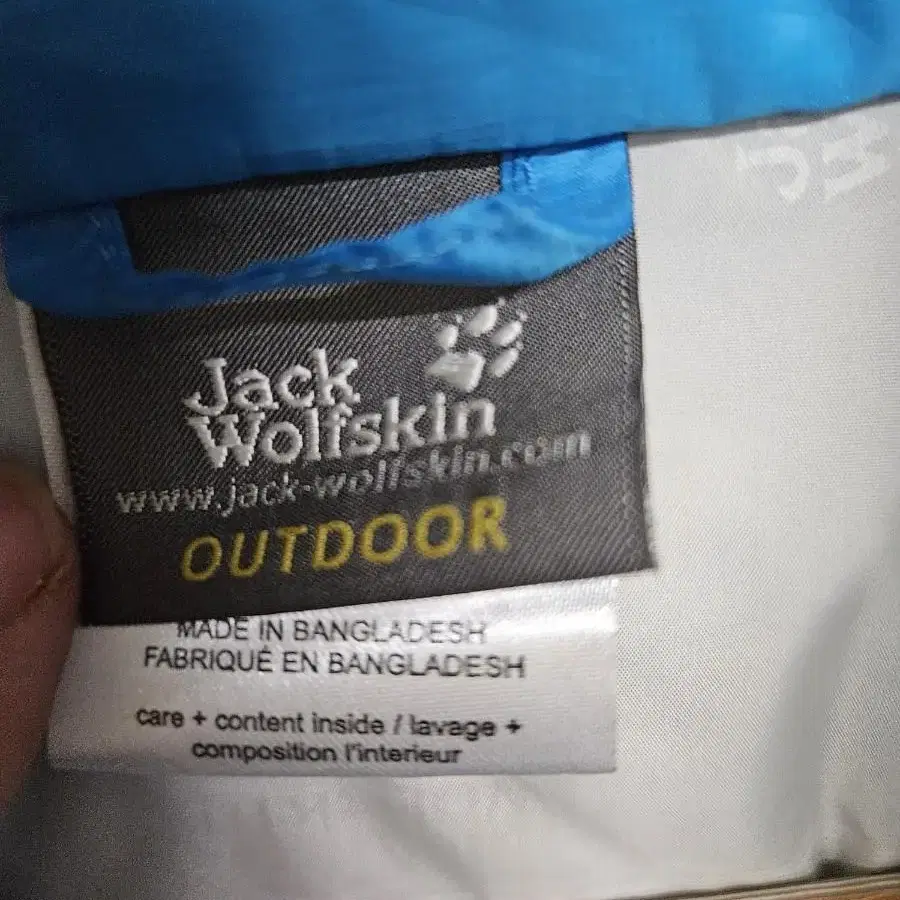 Jack
Wolfskin
www.jack-wolfskin.com
OUTDOOR
MADE IN BANGLADESH
FABRIQUÉ EN BANGLADESH
care + content inside / lavage +
composition l'interieur